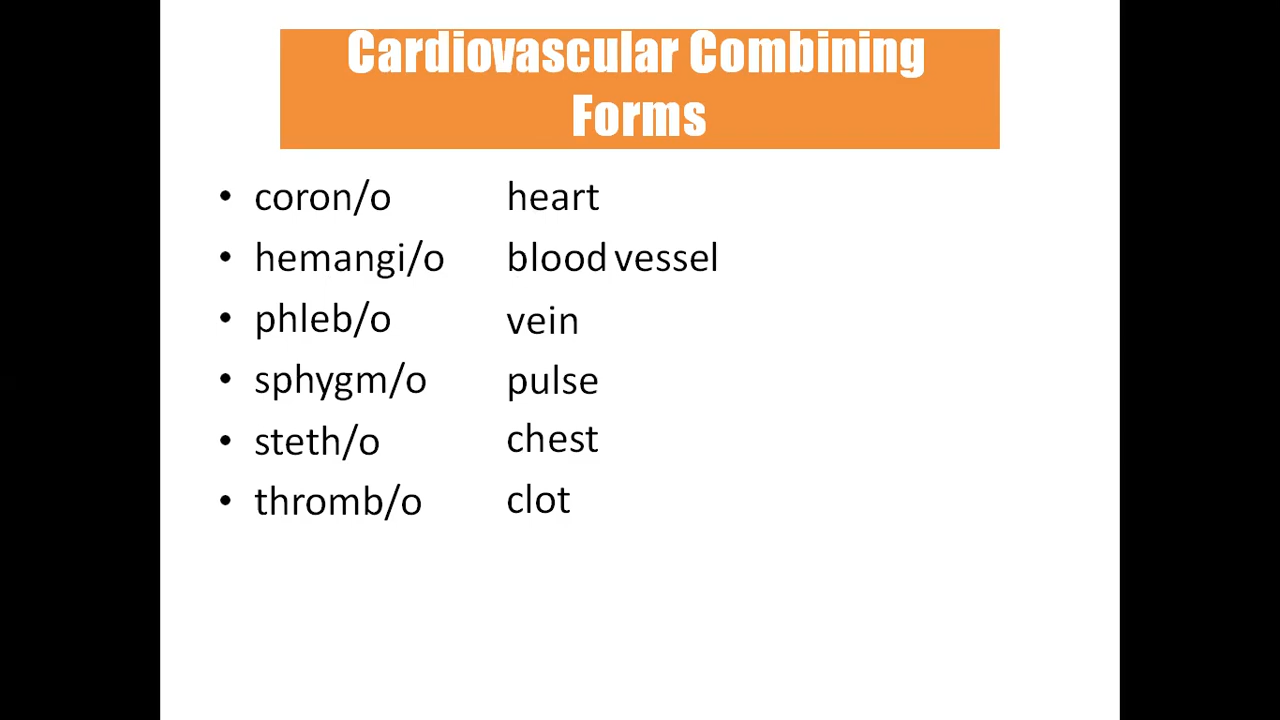 Cardiovascular Combining
Forms
• coron/o heart
• hemangi/o blood vessel
• phleb/o vein
• sphygm/o pulse
• steth/o chest
• thromb/o clot